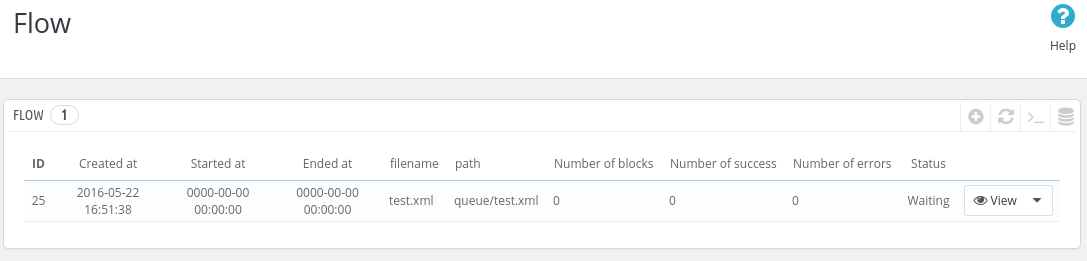 Flow
Help
FLOW 1
ID Created at Started at Ended at filename path Number of blocks Number of success Number of errors Status
25 2016-05-22 16:51:38 0000-00-00 00:00:00 0000-00-00 00:00:00 test.xml queue/test.xml 0 0 0 Waiting View